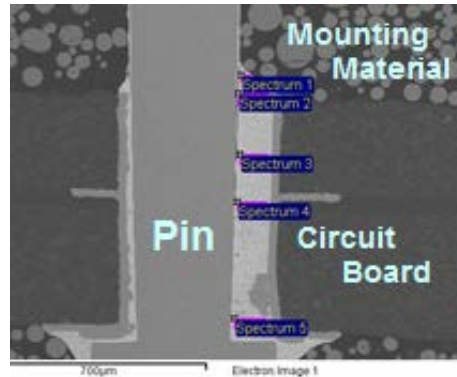 Mounting
Material
Spectrum 1
Spectrum 2
Spectrum 3
Spectrum 4
Pin
Circuit
Board
Spectrum 5
700µm
Electron Image 1